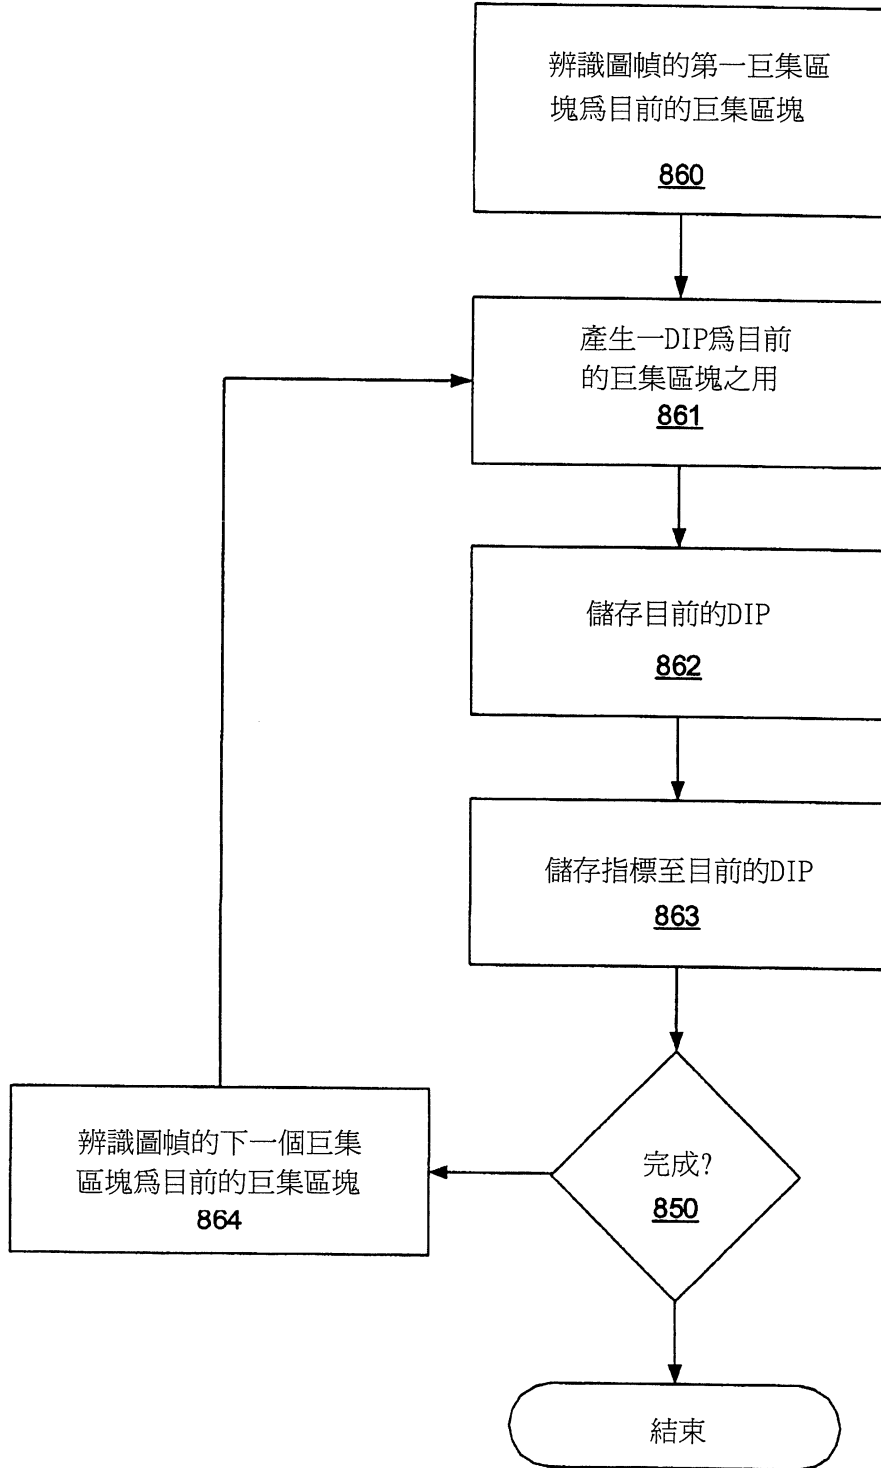 辨識圖幀的第一巨集區
塊為目前的巨集區塊
860
產生一DIP為目前
的巨集區塊之用
861
儲存目前的DIP
862
儲存指標至目前的DIP
863
完成?
850
辨識圖幀的下一個巨集
區塊為目前的巨集區塊
864
結束